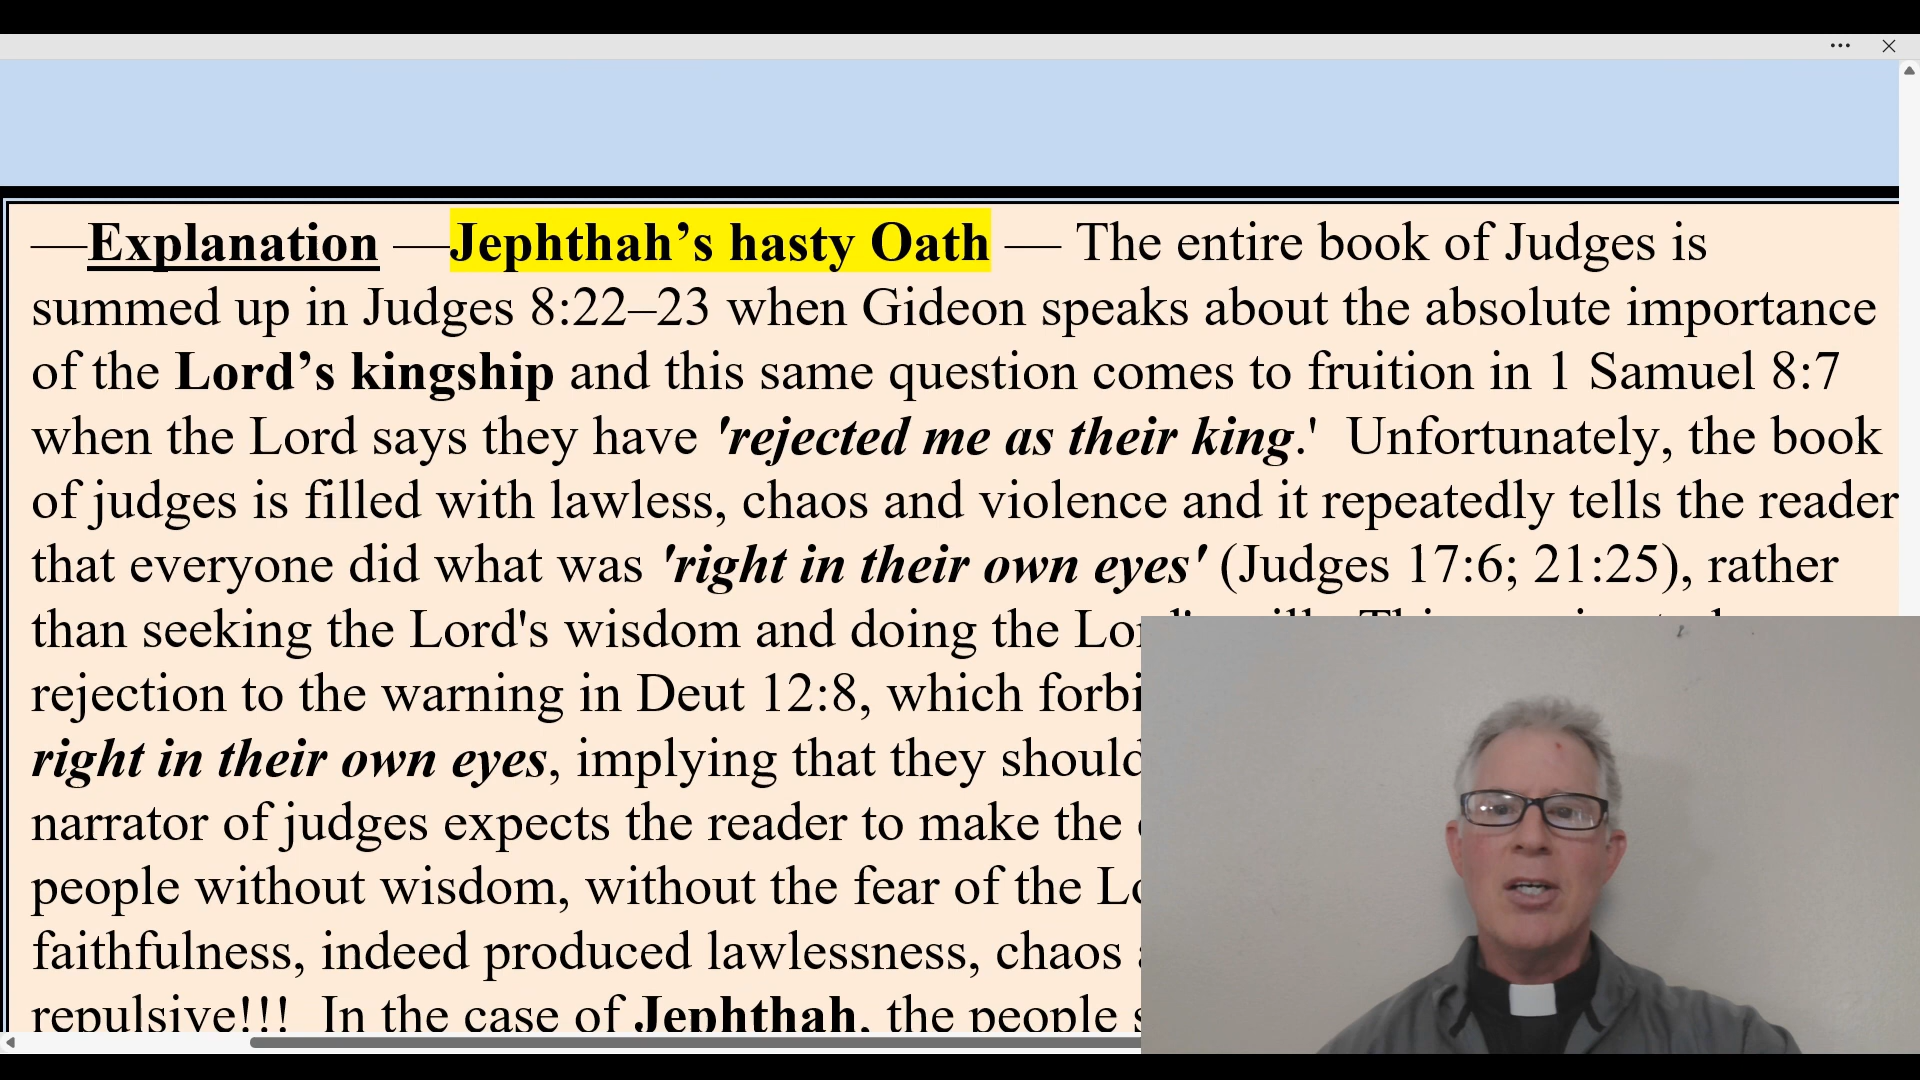 —Explanation —Jephthah’s hasty Oath — The entire book of Judges is
summed up in Judges 8:22–23 when Gideon speaks about the absolute importance
of the Lord’s kingship and this same question comes to fruition in 1 Samuel 8:7
when the Lord says they have 'rejected me as their king.' Unfortunately, the book
of judges is filled with lawless, chaos and violence and it repeatedly tells the reader
that everyone did what was 'right in their own eyes' (Judges 17:6; 21:25), rather
than seeking the Lord's wisdom and doing the
rejection to the warning in Deut 12:8, which
right in their own eyes, implying that they
narrator of judges expects the reader to make the
people without wisdom, without the fear of the
faithfulness, indeed produced lawlessness, chaos
repulsive!!! In the case of Jephthah, the people